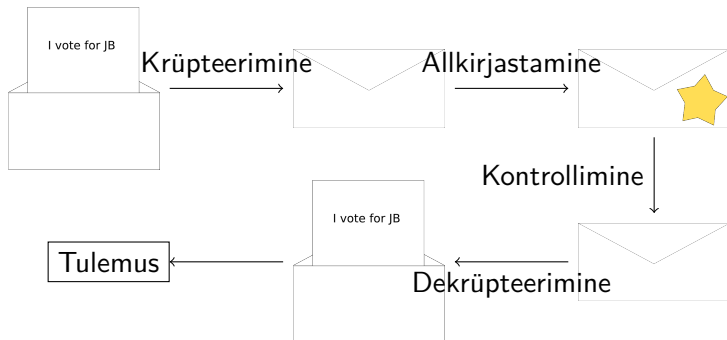 I vote for JB
Krüpteerimine
Allkirjastamine
Kontrollimine
Dekrüpteerimine
I vote for JB
Tulemus